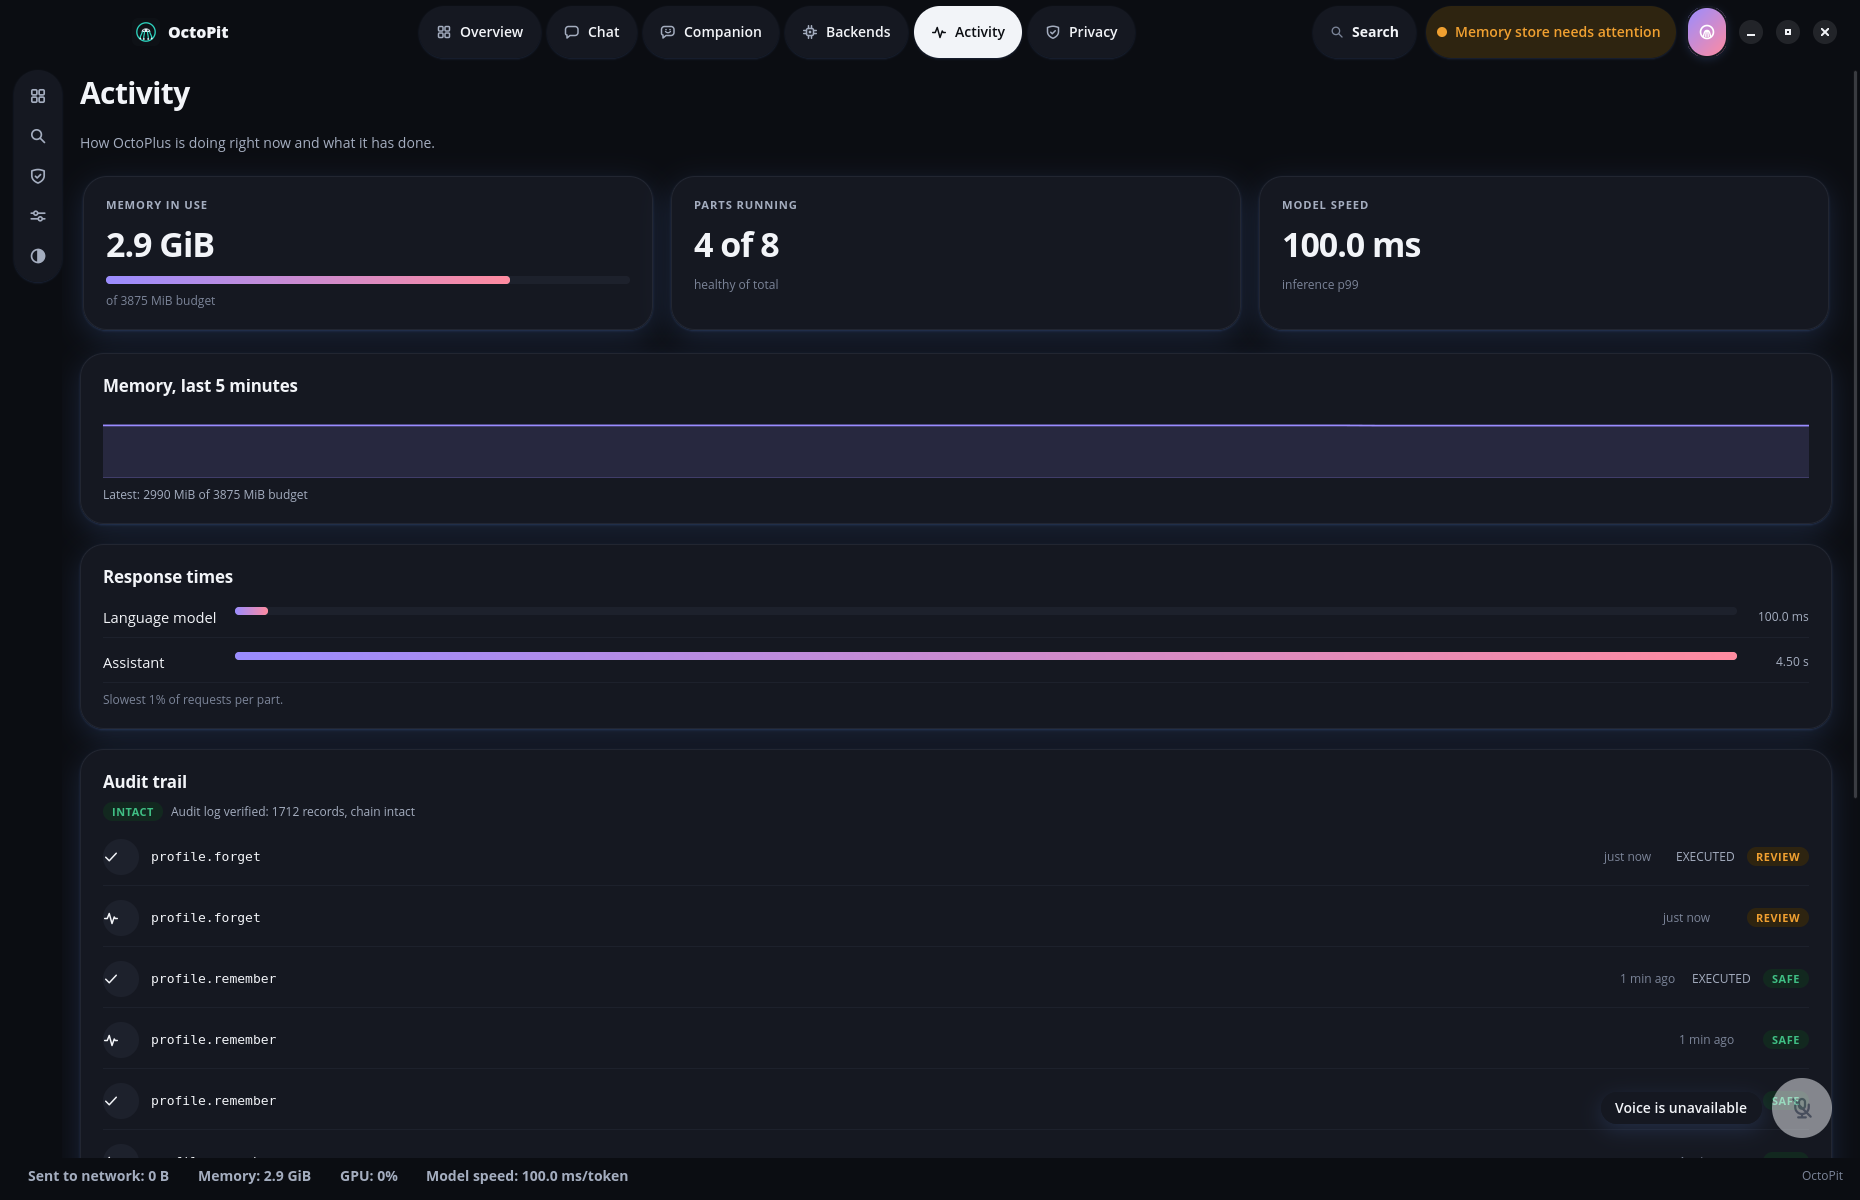 OctoPit
Overview
Chat
Companion
Backends
Activity
Privacy
Search
Memory store needs attention
Activity
How OctoPlus is doing right now and what it has done.
MEMORY IN USE
2.9 GiB
of 3875 MiB budget
PARTS RUNNING
4 of 8
healthy of total
MODEL SPEED
100.0 ms
inference p99
Memory, last 5 minutes
Latest: 2990 MiB of 3875 MiB budget
Response times
Language model 100.0 ms
Assistant 4.50 s
Slowest 1% of requests per part.
Audit trail
INTACT Audit log verified: 1712 records, chain intact
profile.forget just now EXECUTED REVIEW
profile.forget just now REVIEW
profile.remember 1 min ago EXECUTED SAFE
profile.remember 1 min ago SAFE
profile.remember SAFE
Voice is unavailable
Sent to network: 0 B Memory: 2.9 GiB GPU: 0% Model speed: 100.0 ms/token OctoPit